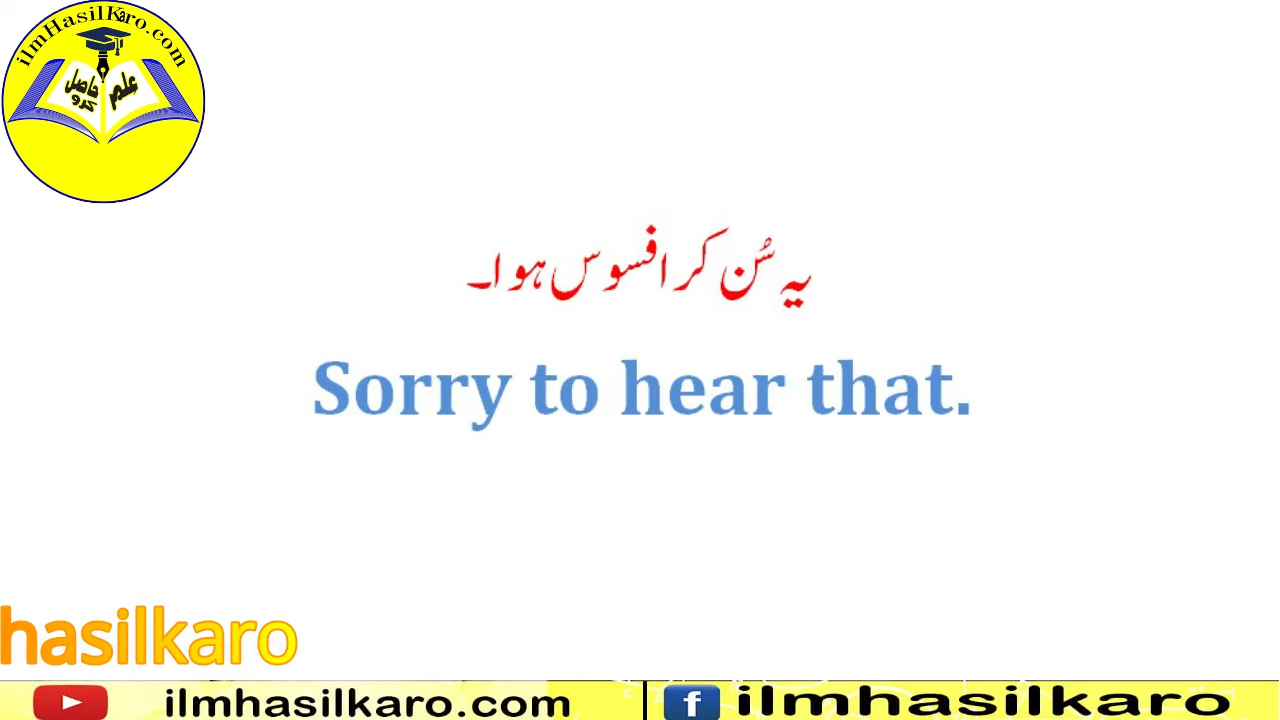 ilmHasilKaro.com
علم حاصل کرو
یہ سُن کر افسوس ہوا۔
Sorry to hear that.
hasilkaro
ilmhasilkaro.com
ilmhasilkaro